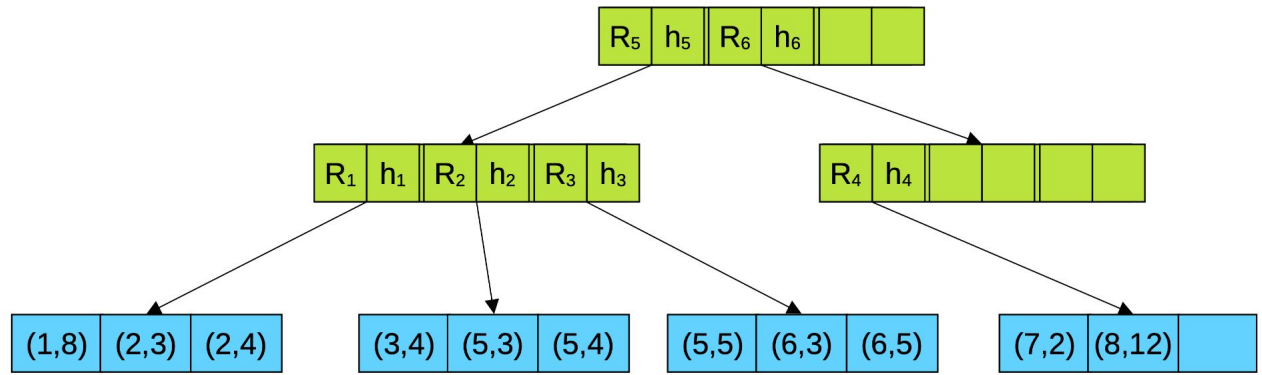 R₅ h₅ R₆ h₆
R₁ h₁ R₂ h₂ R₃ h₃ R₄ h₄
(1,8) (2,3) (2,4) (3,4) (5,3) (5,4) (5,5) (6,3) (6,5) (7,2) (8,12)